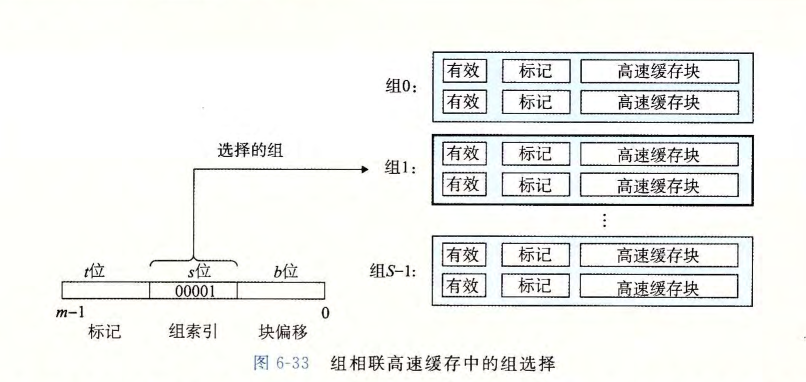 组0：
有效 标记 高速缓存块
有效 标记 高速缓存块
选择的组
组1：
有效 标记 高速缓存块
有效 标记 高速缓存块
⋮
组S-1：
有效 标记 高速缓存块
有效 标记 高速缓存块
t位 s位 b位
00001
m-1 0
标记 组索引 块偏移
图 6-33 组相联高速缓存中的组选择